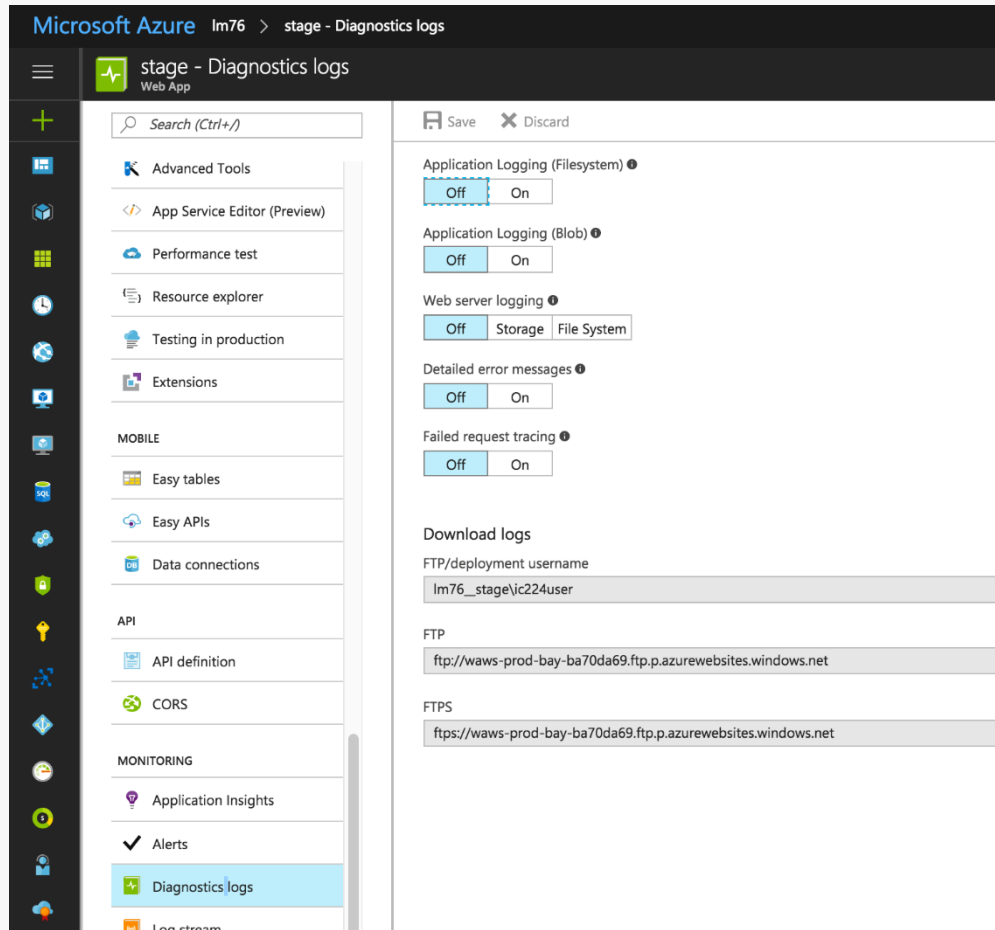 Microsoft Azure lm76 > stage - Diagnostics logs
stage - Diagnostics logs
Web App
Search (Ctrl+/)
Advanced Tools
App Service Editor (Preview)
Performance test
Resource explorer
Testing in production
Extensions
MOBILE
Easy tables
Easy APIs
Data connections
API
API definition
CORS
MONITORING
Application Insights
Alerts
Diagnostics logs
Log stream
Save Discard
Application Logging (Filesystem)
Off On
Application Logging (Blob)
Off On
Web server logging
Off Storage File System
Detailed error messages
Off On
Failed request tracing
Off On
Download logs
FTP/deployment username
lm76__stage\ic224user
FTP
ftp://waws-prod-bay-ba70da69.ftp.p.azurewebsites.windows.net
FTPS
ftps://waws-prod-bay-ba70da69.ftp.p.azurewebsites.windows.net